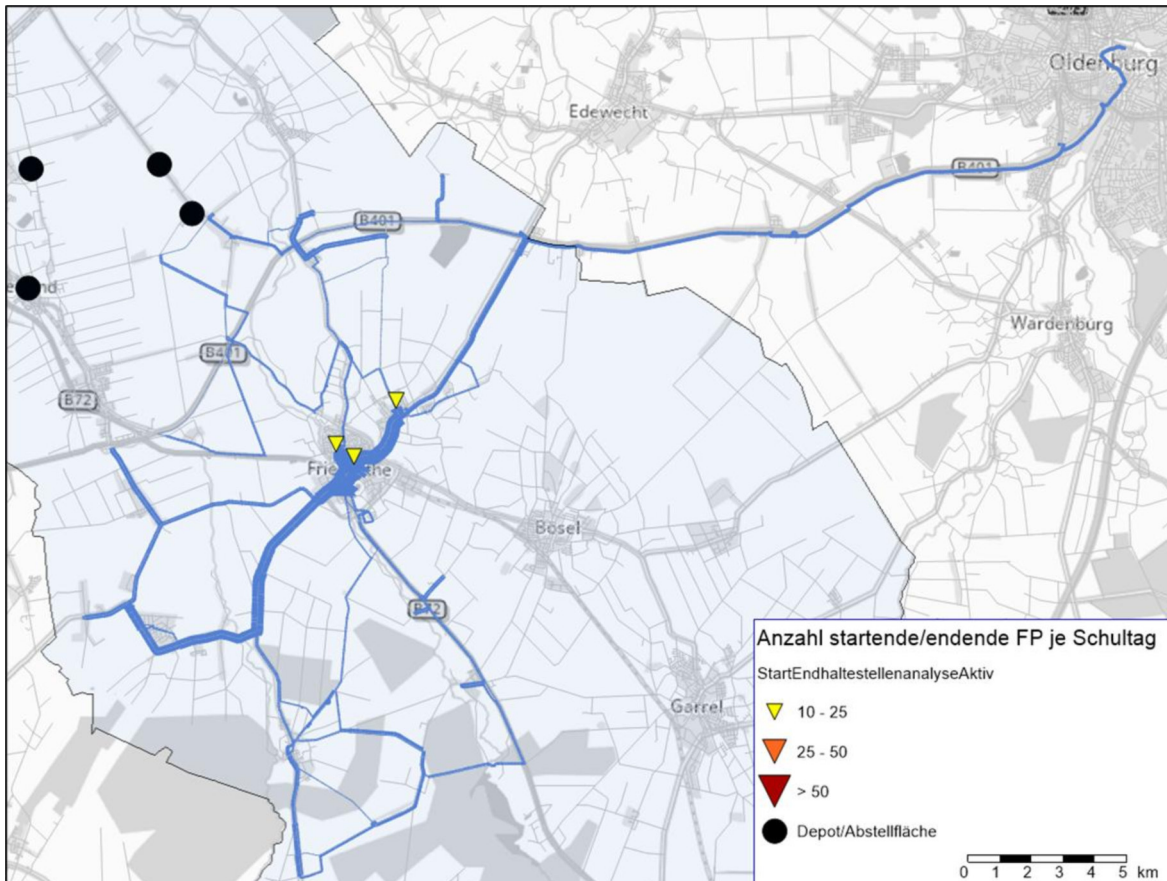 Oldenburg
Edewecht
B401
B401
Wardenburg
B401
B72
Bösel
B72
Garrel
Anzahl startende/endende FP je Schultag
StartEndhaltestellenanalyseAktiv
10 - 25
25 - 50
> 50
Depot/Abstellfläche
0 1 2 3 4 5 km